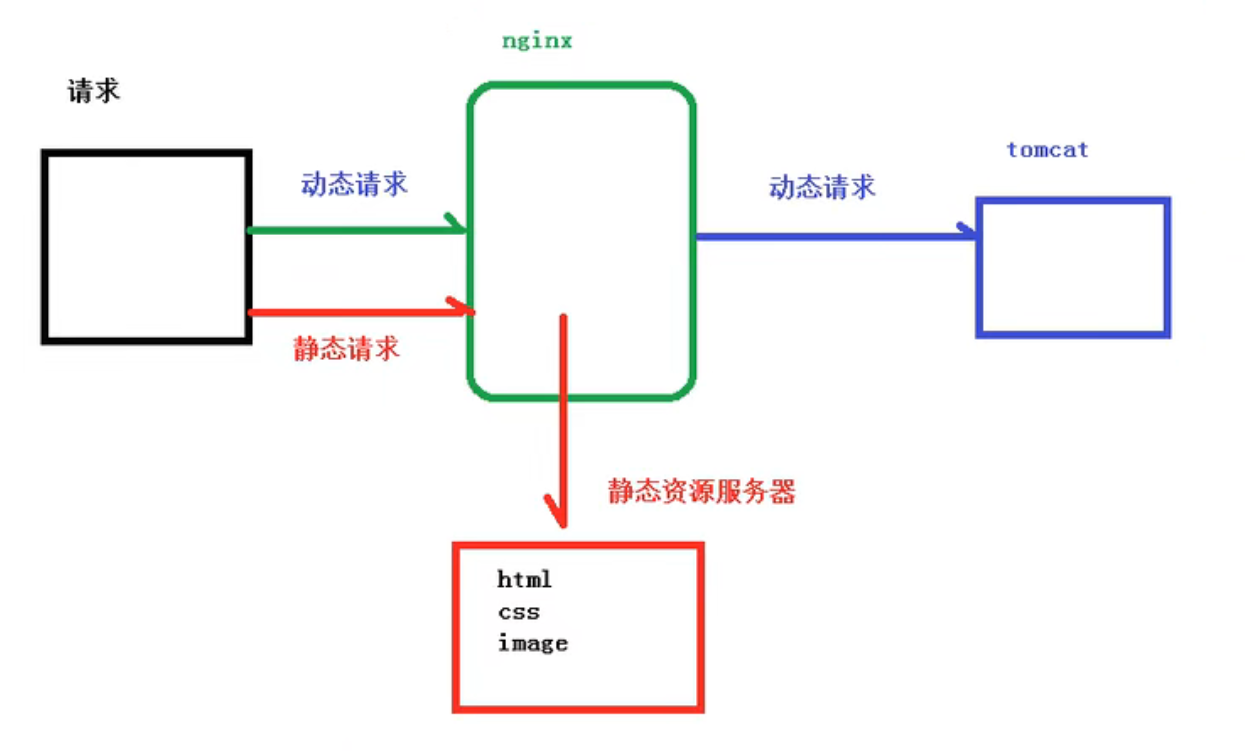 nginx
请求
tomcat
动态请求
动态请求
静态请求
静态资源服务器
html
css
image